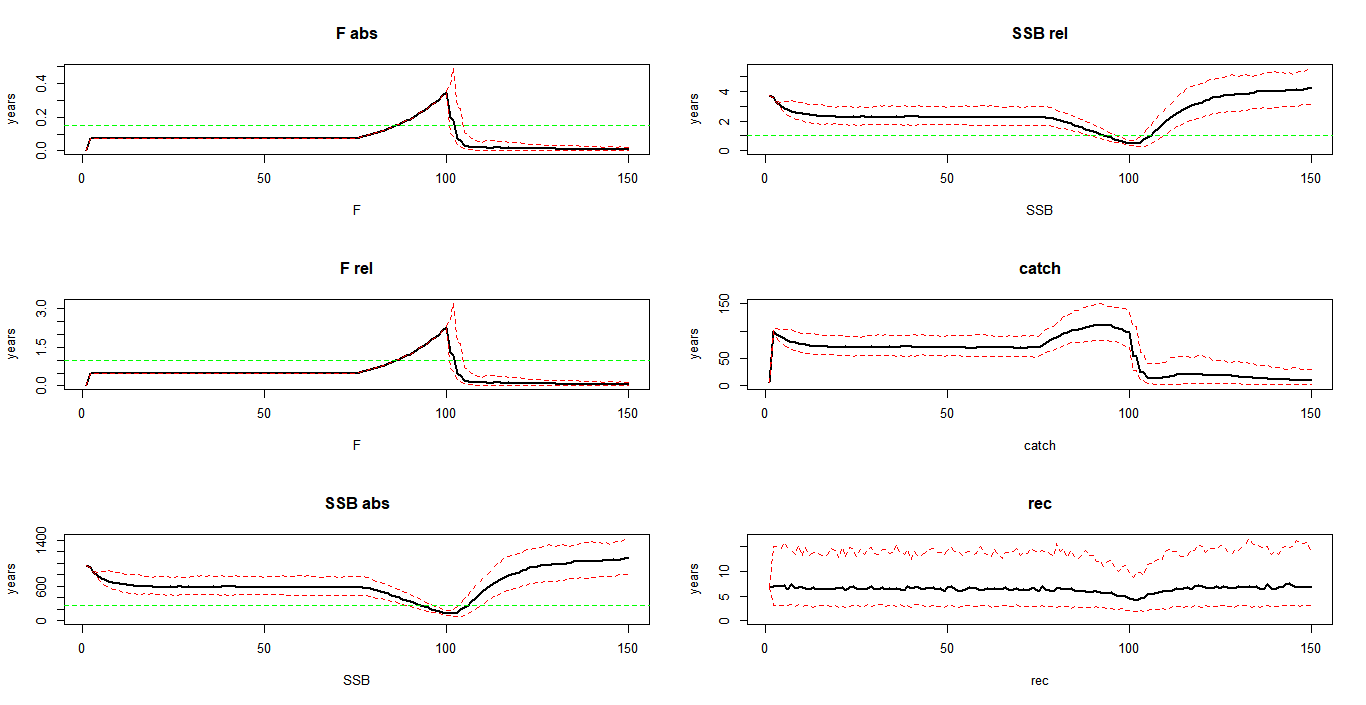 F abs
years
0.0 0.2 0.4
0 50 100 150
F
SSB rel
years
0 2 4
0 50 100 150
SSB
F rel
years
0.0 1.5 3.0
0 50 100 150
F
catch
years
0 50 150
0 50 100 150
catch
SSB abs
years
0 600 1400
0 50 100 150
SSB
rec
years
0 5 10
0 50 100 150
rec